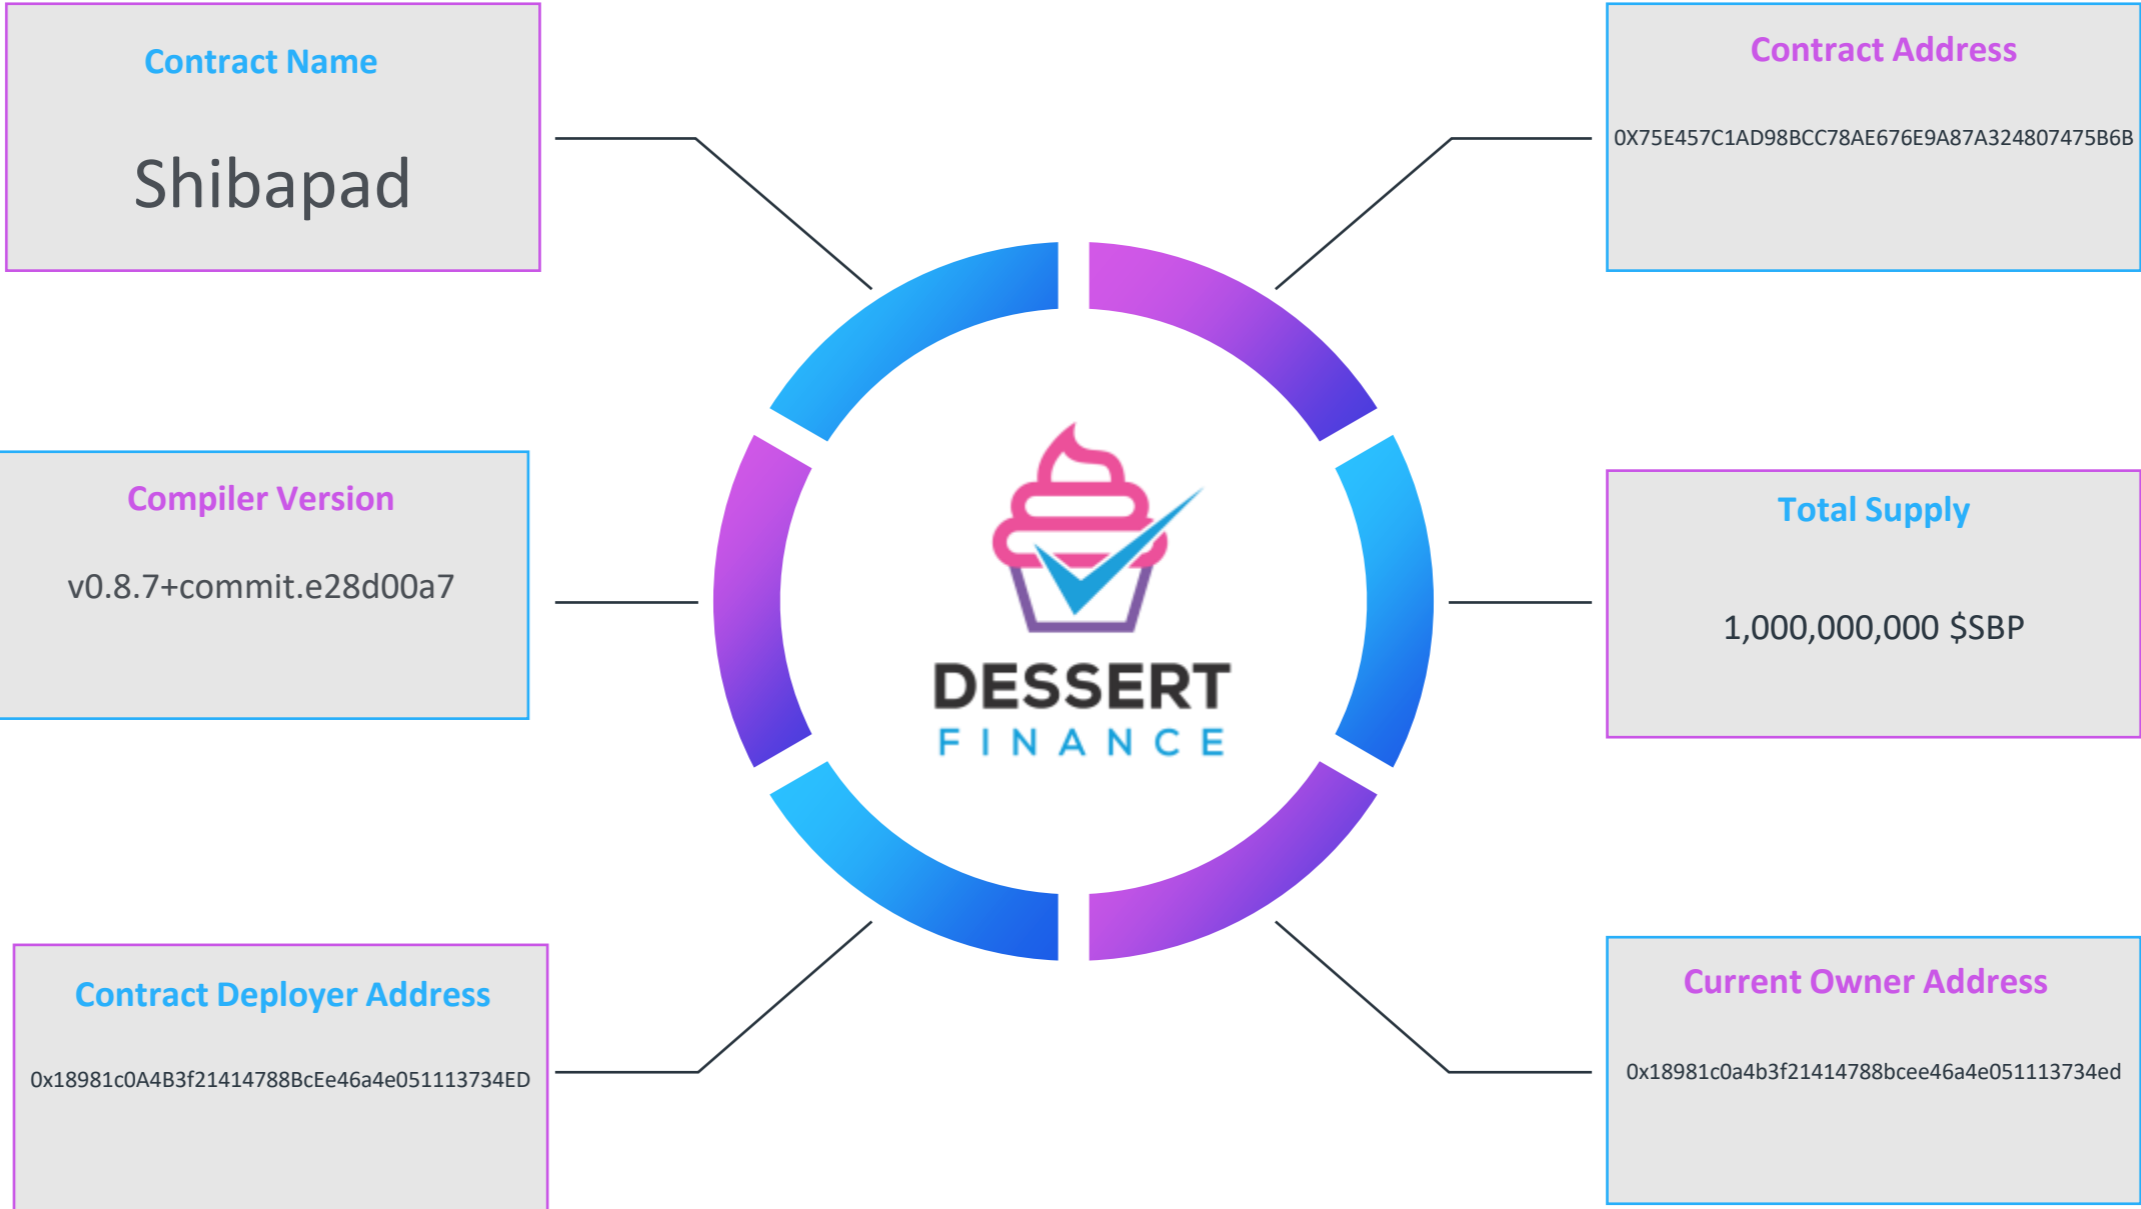 Contract Name
Shibapad
Contract Address
0X75E457C1AD98BCC78AE676E9A87A324807475B6B
Compiler Version
v0.8.7+commit.e28d00a7
DESSERT
FINANCE
Total Supply
1,000,000,000 $SBP
Contract Deployer Address
0x18981c0A4B3f21414788BcEe46a4e051113734ED
Current Owner Address
0x18981c0a4b3f21414788bcee46a4e051113734ed